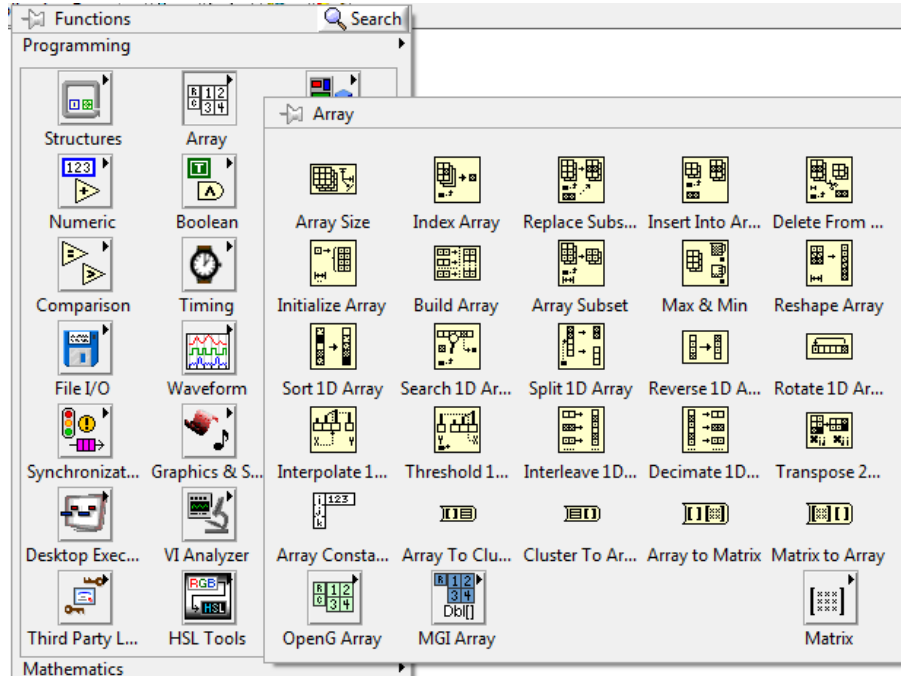 Functions
Search
Programming
Array
Structures
Array
Array Size
Index Array
Replace Subs...
Insert Into Ar...
Delete From ...
Numeric
Boolean
Initialize Array
Build Array
Array Subset
Max & Min
Reshape Array
Comparison
Timing
Sort 1D Array
Search 1D Ar...
Split 1D Array
Reverse 1D A...
Rotate 1D Ar...
File I/O
Waveform
Interpolate 1...
Threshold 1...
Interleave 1D...
Decimate 1D...
Transpose 2...
Synchronizat...
Graphics & S...
Array Consta...
Array To Clu...
Cluster To Ar...
Array to Matrix
Matrix to Array
Desktop Exec...
VI Analyzer
RGB
HSL
Dbl[]
Third Party L...
HSL Tools
OpenG Array
MGI Array
Matrix
Mathematics